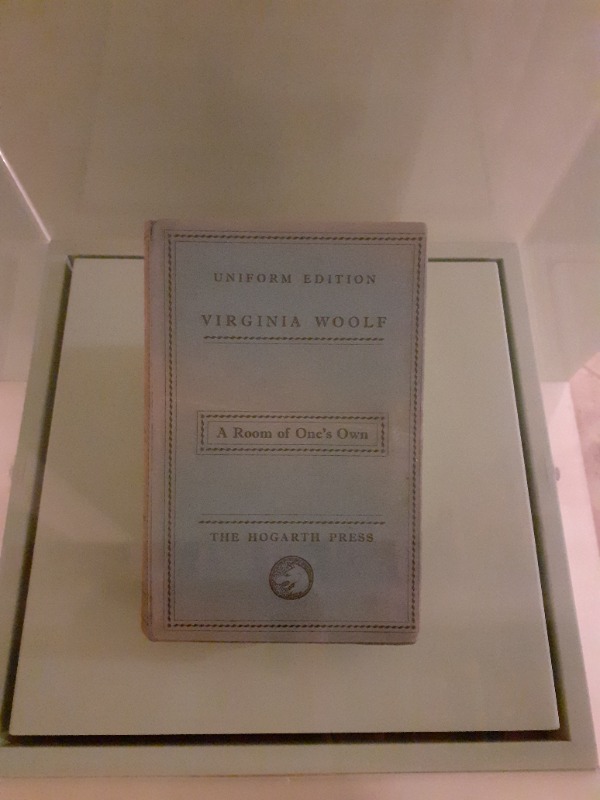 UNIFORM EDITION
VIRGINIA WOOLF
A Room of One's Own
THE HOGARTH PRESS